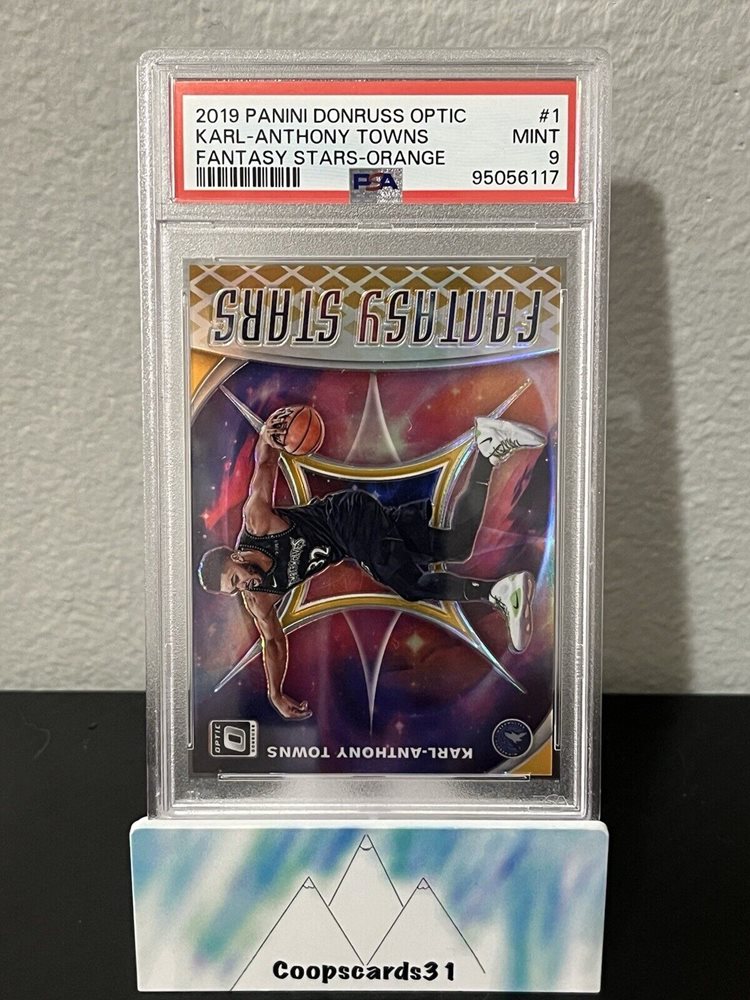 2019 PANINI DONRUSS OPTIC #1
KARL-ANTHONY TOWNS MINT
FANTASY STARS-ORANGE 9
PSA 95056117
FANTASY STARS
32
KARL-ANTHONY TOWNS
OPTIC
Coopscards31